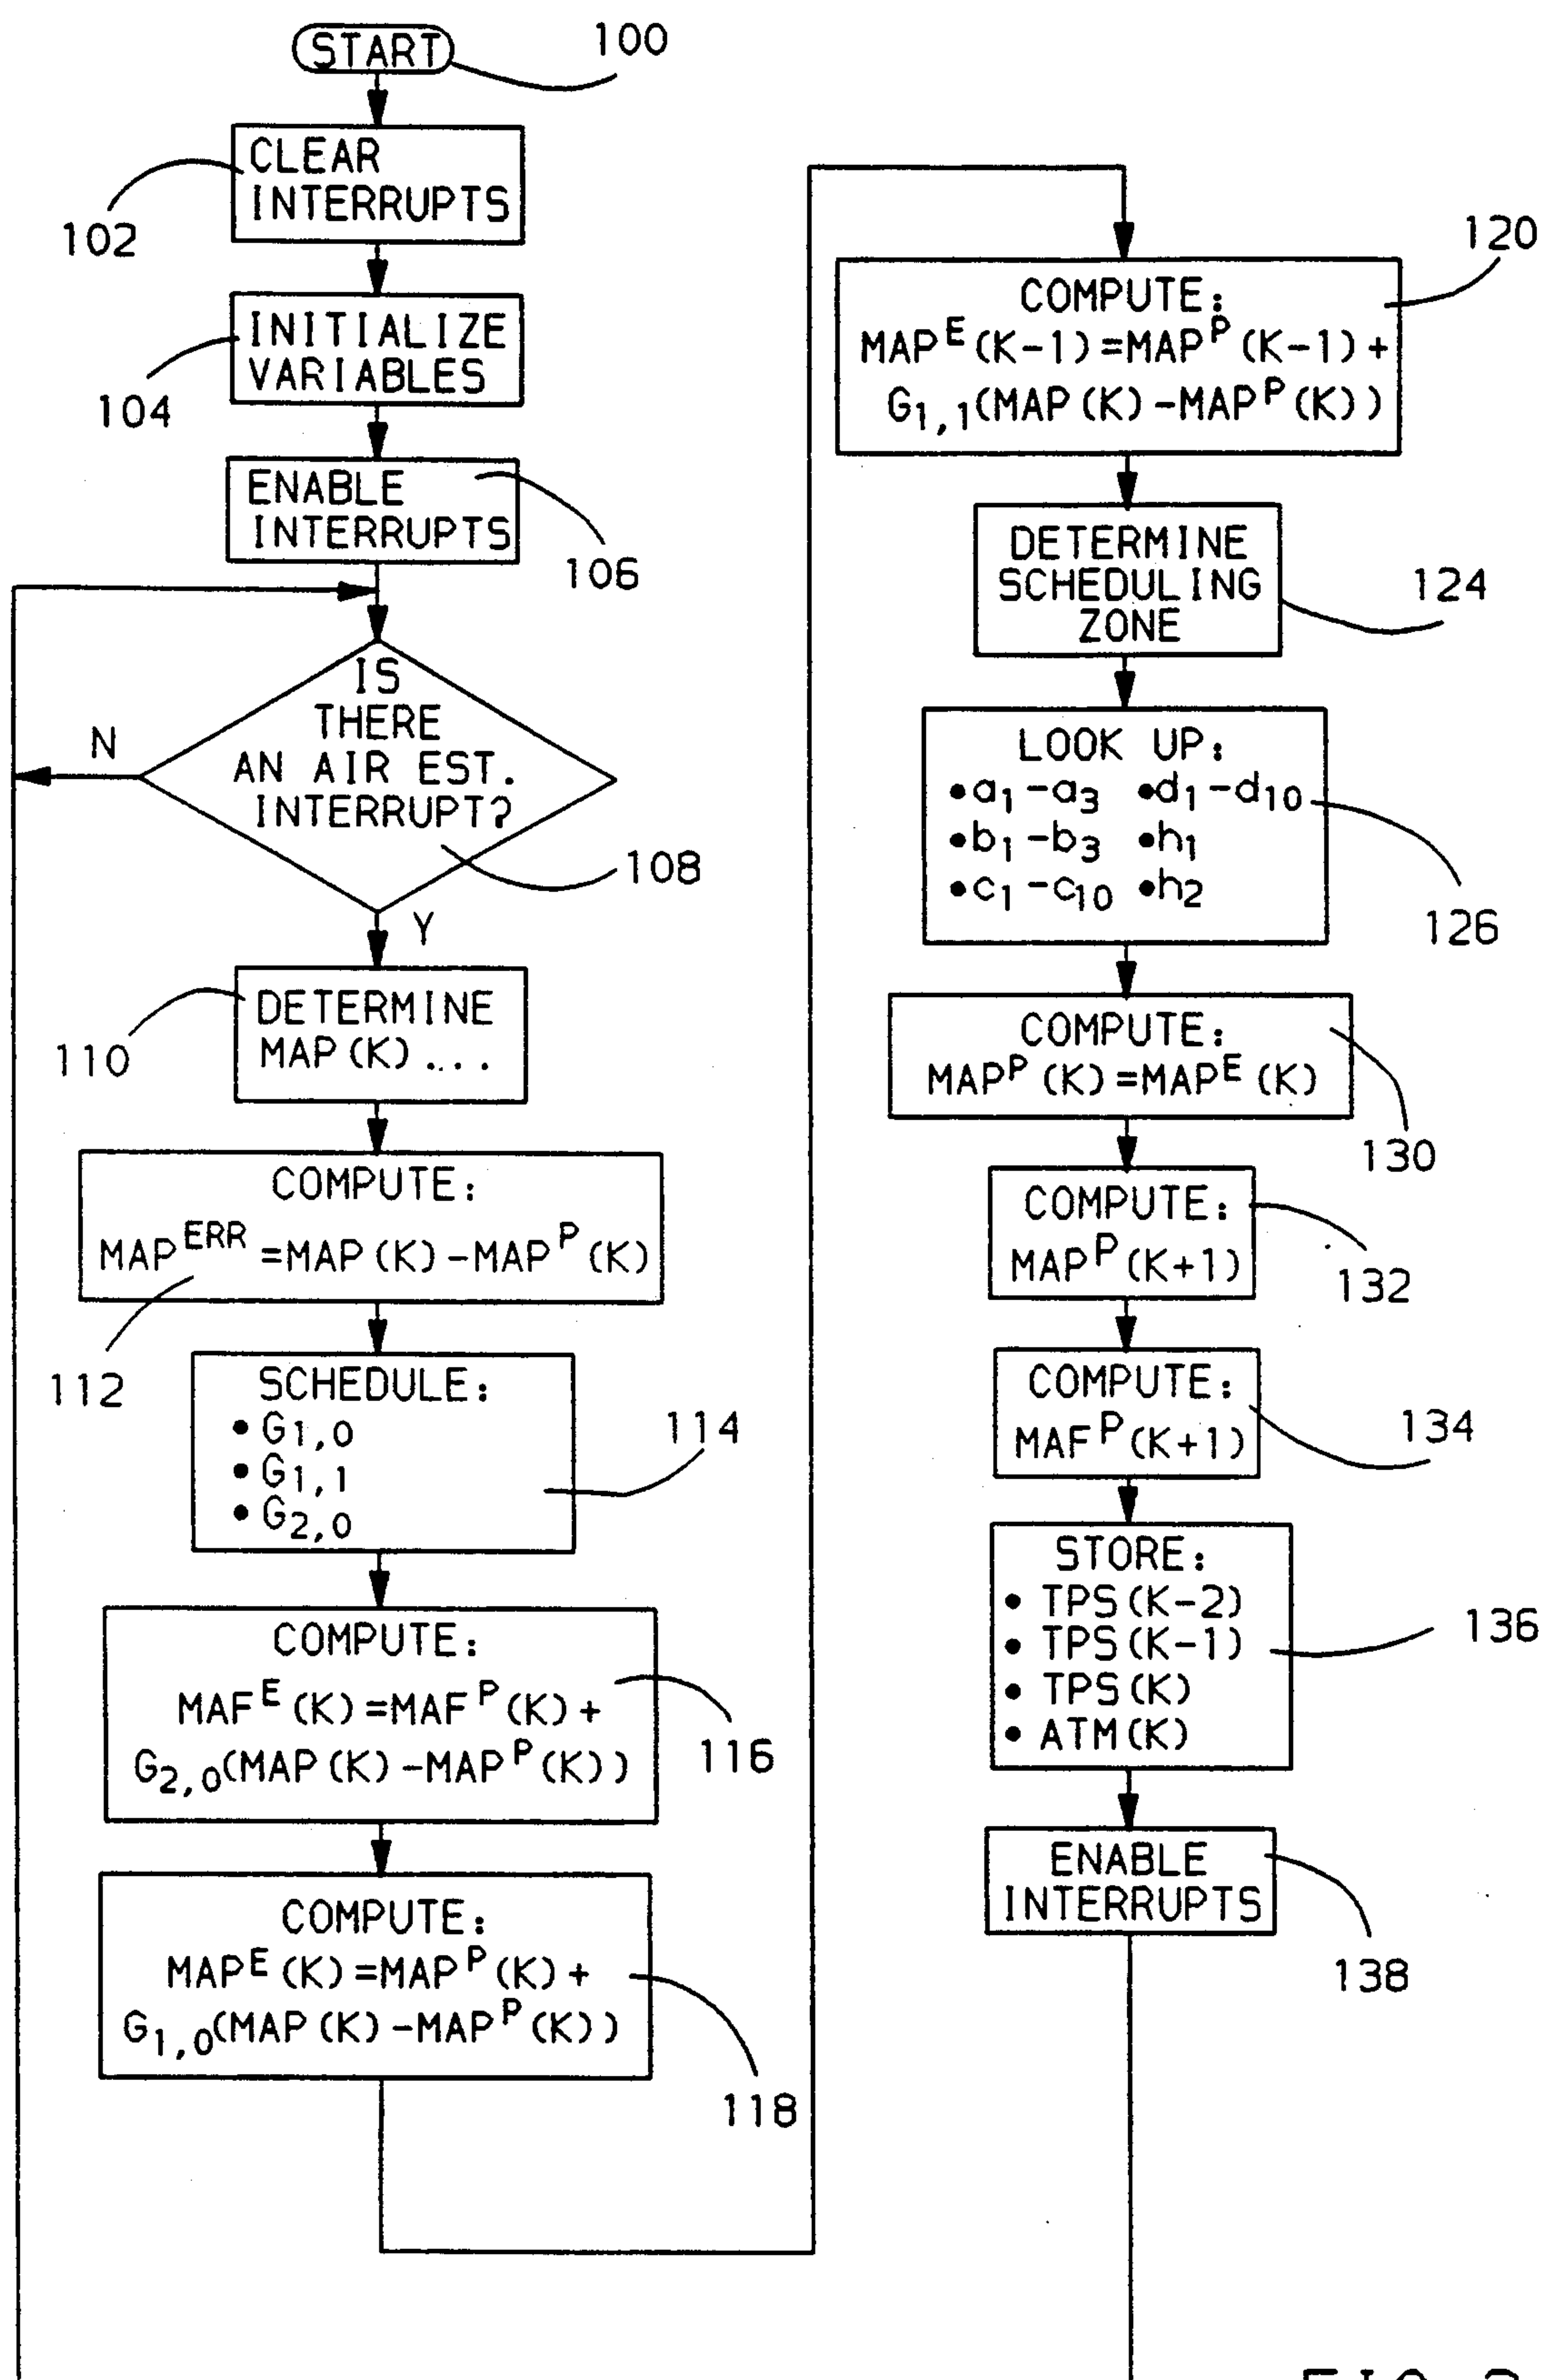 START
100
CLEAR
INTERRUPTS
102
INITIALIZE
VARIABLES
104
ENABLE
INTERRUPTS
106
IS
THERE
AN AIR EST.
INTERRUPT?
N
108
Y
DETERMINE
MAP (K) ...
110
COMPUTE:
MAP^ERR = MAP (K) - MAP^P (K)
112
SCHEDULE:
• G1,0
• G1,1
• G2,0
114
COMPUTE:
MAF^E (K) = MAF^P (K) +
G2,0(MAP (K) - MAP^P (K))
116
COMPUTE:
MAP^E (K) = MAP^P (K) +
G1,0(MAP (K) - MAP^P (K))
118
120
COMPUTE:
MAP^E (K-1) = MAP^P (K-1) +
G1,1(MAP (K) - MAP^P (K))
DETERMINE
SCHEDULING
ZONE
124
LOOK UP:
•a1-a3 •d1-d10
•b1-b3 •h1
•c1-c10 •h2
126
COMPUTE:
MAP^P (K) = MAP^E (K)
130
COMPUTE:
MAP^P (K+1)
132
COMPUTE:
MAF^P (K+1)
134
STORE:
• TPS (K-2)
• TPS (K-1)
• TPS (K)
• ATM (K)
136
ENABLE
INTERRUPTS
138